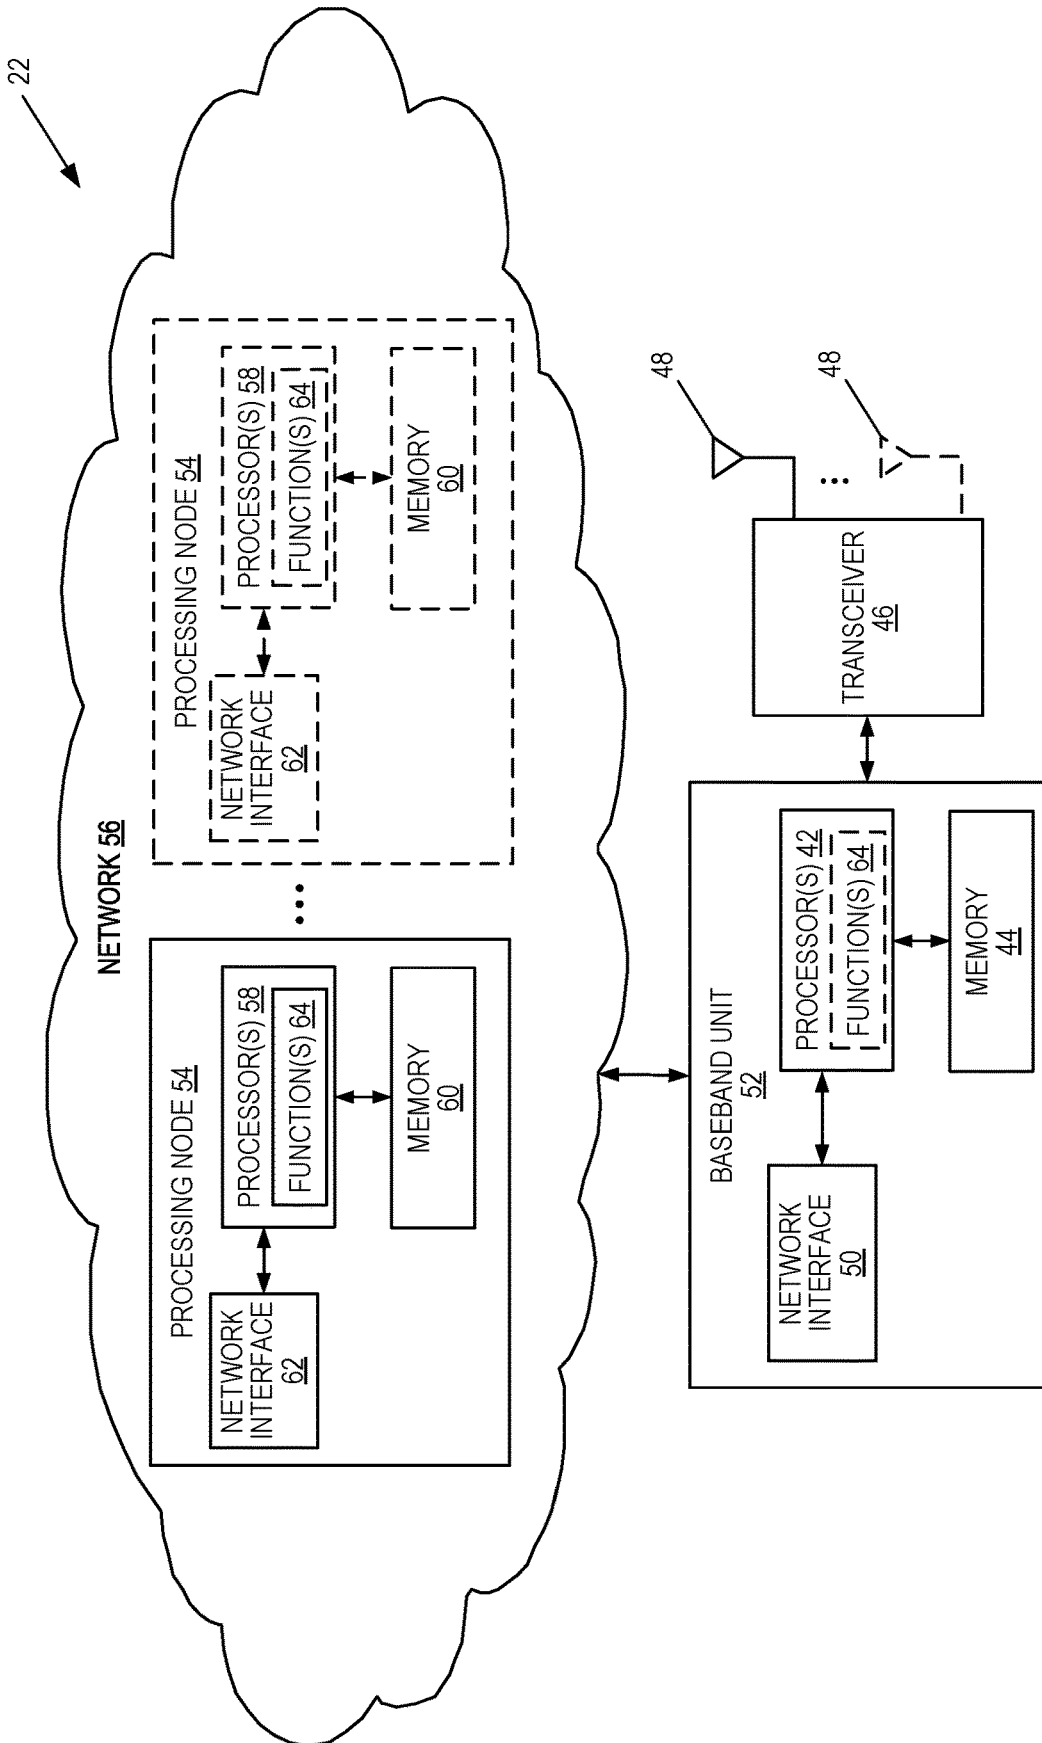 22
NETWORK 56
PROCESSING NODE 54
NETWORK
INTERFACE
62
PROCESSOR(S) 58
FUNCTION(S) 64
MEMORY
60
...
PROCESSING NODE 54
NETWORK
INTERFACE
62
PROCESSOR(S) 58
FUNCTION(S) 64
MEMORY
60
BASEBAND UNIT
52
NETWORK
INTERFACE
50
PROCESSOR(S) 42
FUNCTION(S) 64
MEMORY
44
TRANSCEIVER
46
48
...
48